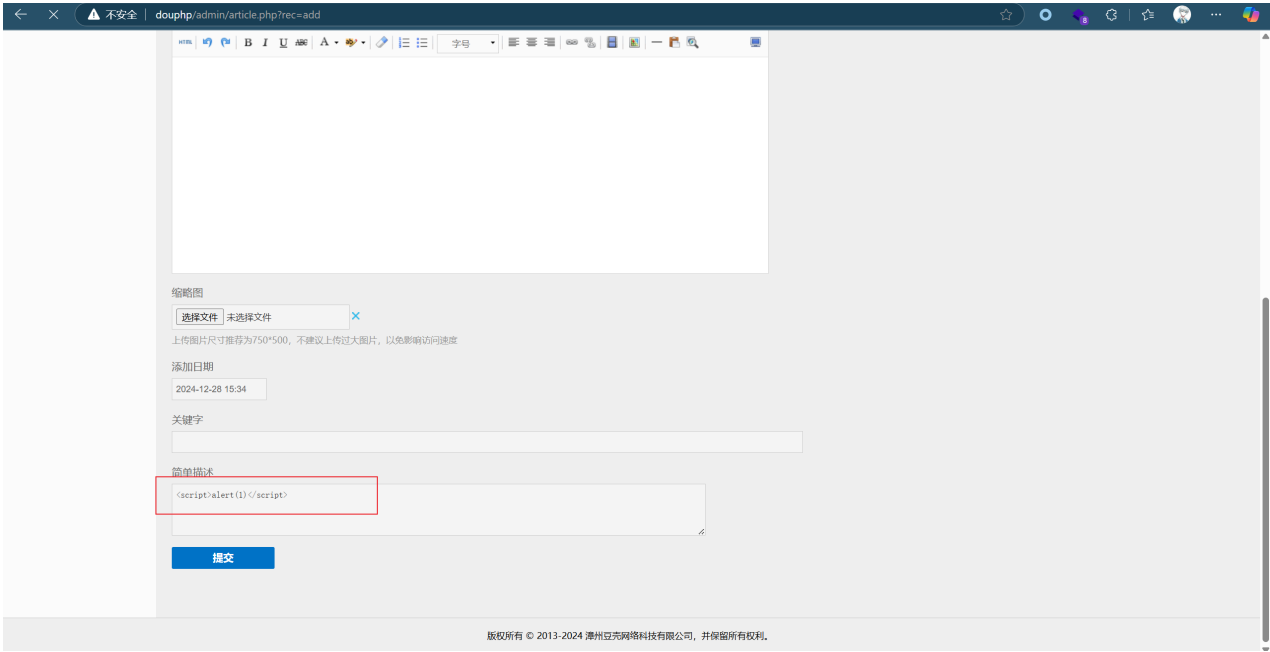 不安全 douphp/admin/article.php?rec=add
8
HTML B I U ABC A 字号
缩略图
选择文件 未选择文件
上传图片尺寸推荐为750*500，不建议上传过大图片，以免影响访问速度
添加日期
2024-12-28 15:34
关键字
简单描述
<script>alert(1)</script>
提交
版权所有 © 2013-2024 漳州豆壳网络科技有限公司，并保留所有权利。